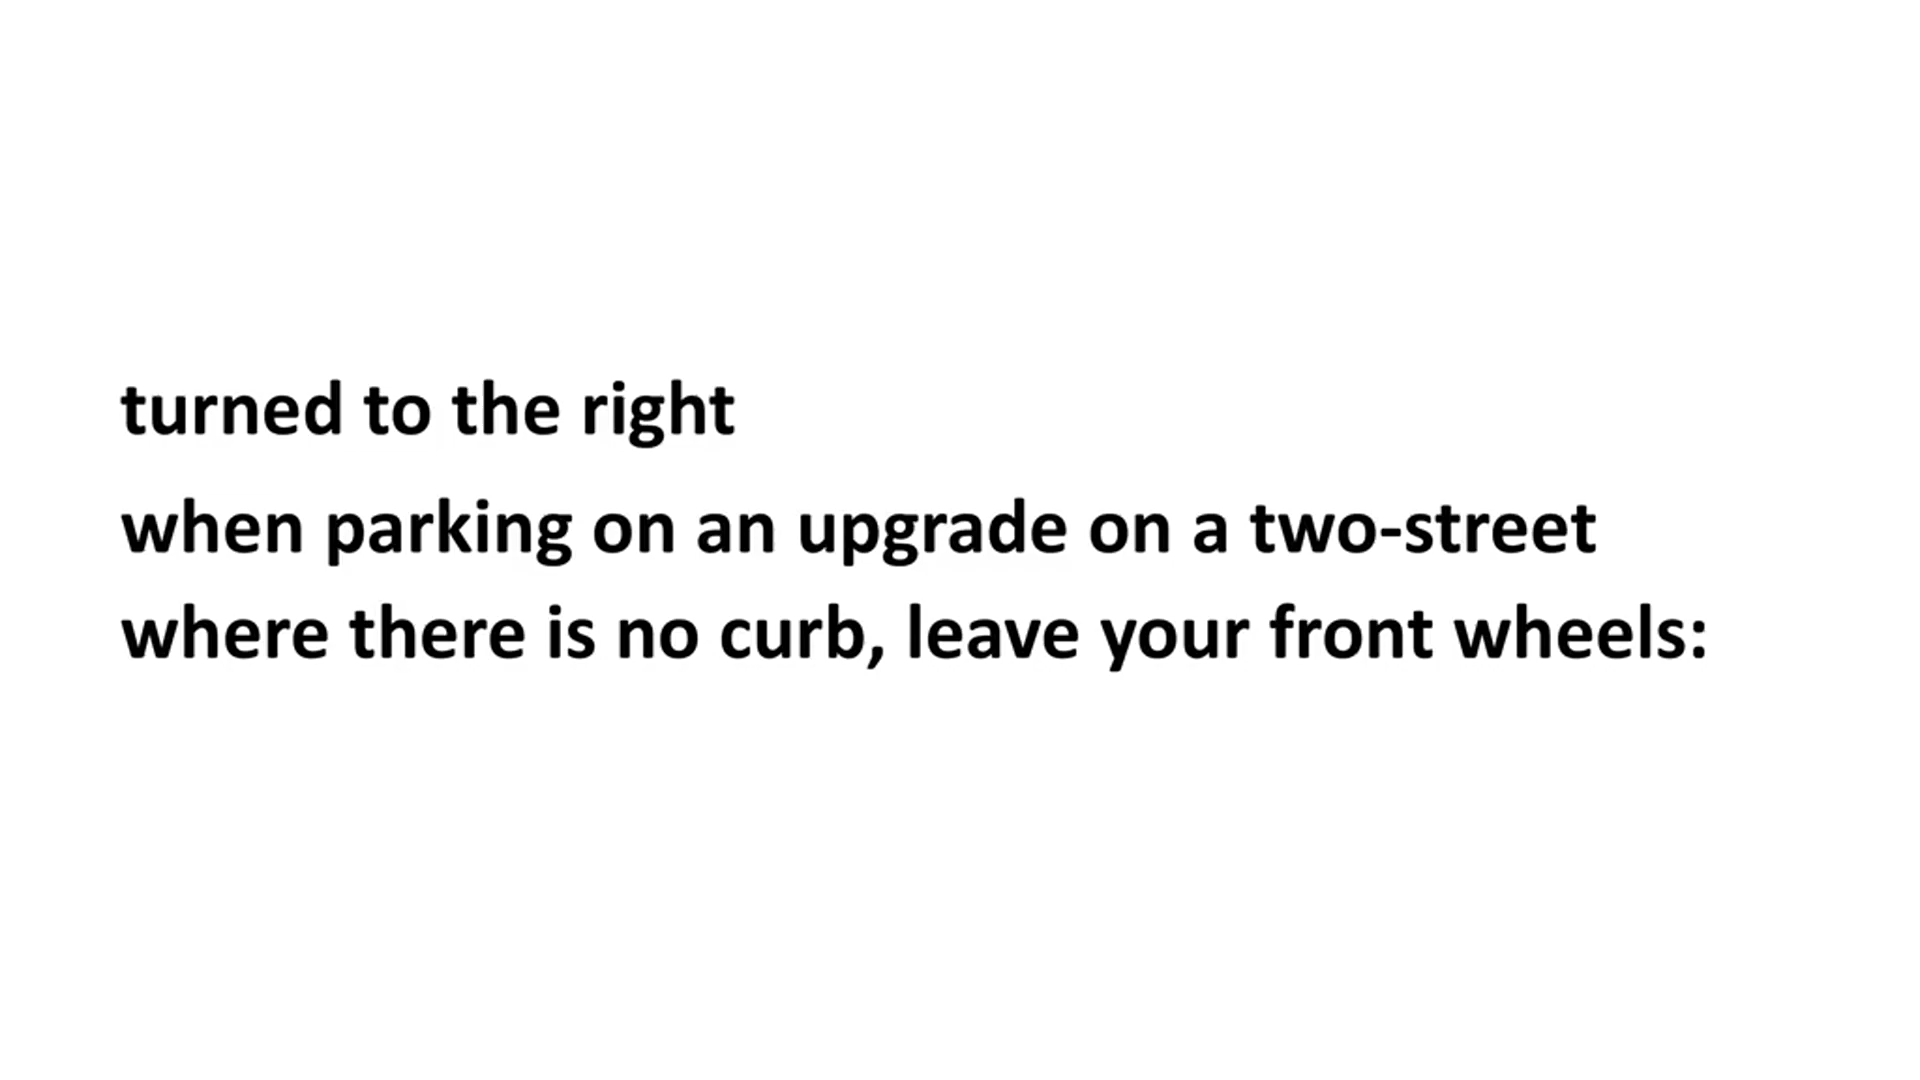 turned to the right
when parking on an upgrade on a two-street
where there is no curb, leave your front wheels: